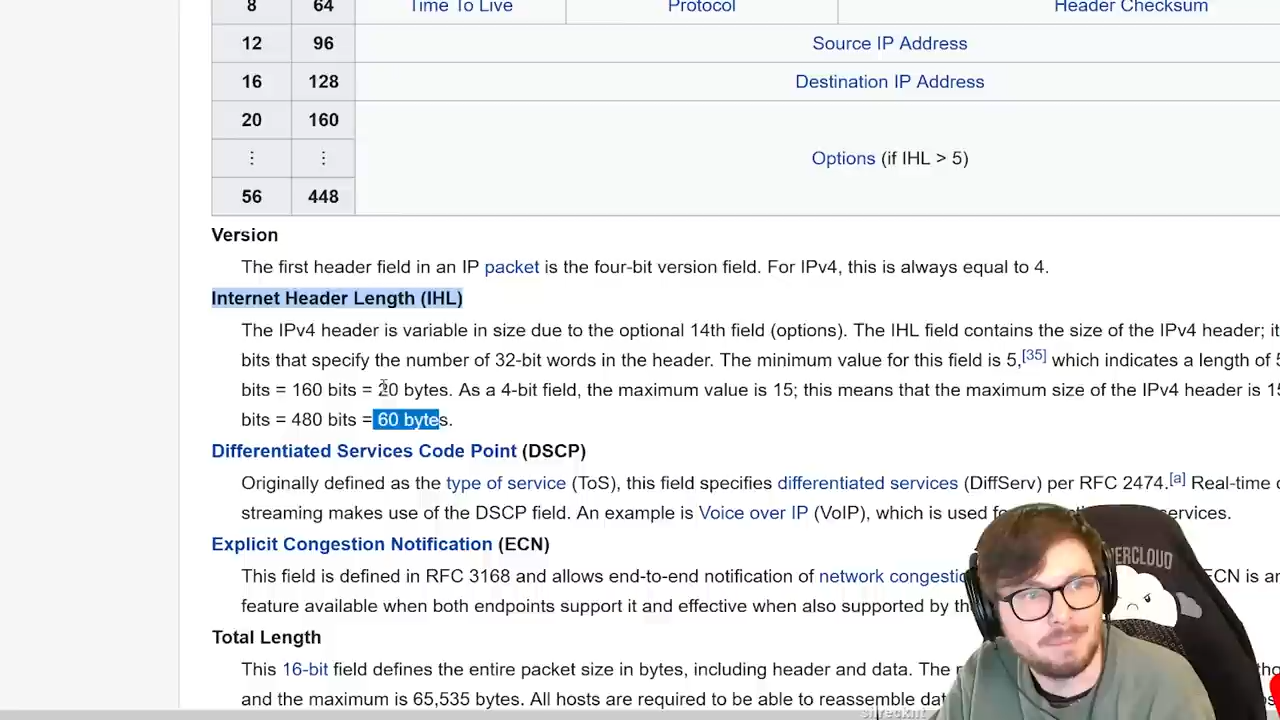 8 64 Time To Live Protocol Header Checksum
12 96 Source IP Address
16 128 Destination IP Address
20 160
⋮ ⋮ Options (if IHL > 5)
56 448
Version
The first header field in an IP packet is the four-bit version field. For IPv4, this is always equal to 4.
Internet Header Length (IHL)
The IPv4 header is variable in size due to the optional 14th field (options). The IHL field contains the size of the IPv4 header; it
bits that specify the number of 32-bit words in the header. The minimum value for this field is 5,[35] which indicates a length of 5
bits = 160 bits = 20 bytes. As a 4-bit field, the maximum value is 15; this means that the maximum size of the IPv4 header is 15
bits = 480 bits = 60 bytes.
Differentiated Services Code Point (DSCP)
Originally defined as the type of service (ToS), this field specifies differentiated services (DiffServ) per RFC 2474.[a] Real-time
streaming makes use of the DSCP field. An example is Voice over IP (VoIP), which is used services.
Explicit Congestion Notification (ECN)
This field is defined in RFC 3168 and allows end-to-end notification of network ECN is
feature available when both endpoints support it and effective when also supported by
Total Length
This 16-bit field defines the entire packet size in bytes, including header and data. The
and the maximum is 65,535 bytes. All hosts are required to be able to reassemble